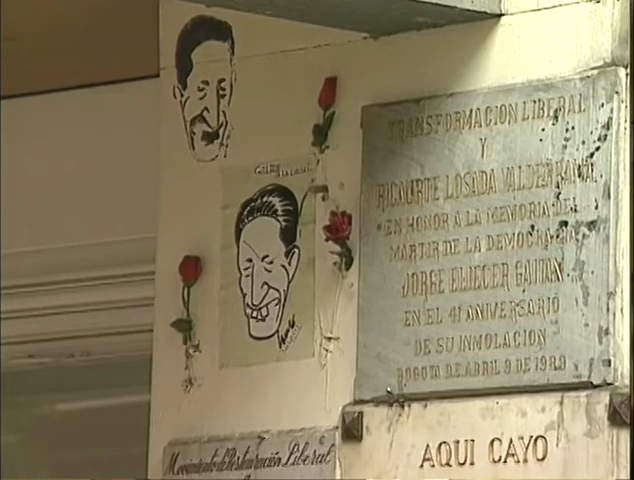 TRANSFORMACION LIBERAL
Y
RICAURTE LOSADA VALDERRAMA
"EN HONOR A LA MEMORIA DEL
MARTIR DE LA DEMOCRACIA
JORGE ELIECER GAITAN
EN EL 41 ANIVERSARIO
DE SU INMOLACION
BOGOTA D.E. ABRIL 9 DE 1989
AQUI CAYO
Movimiento de Restauración Liberal